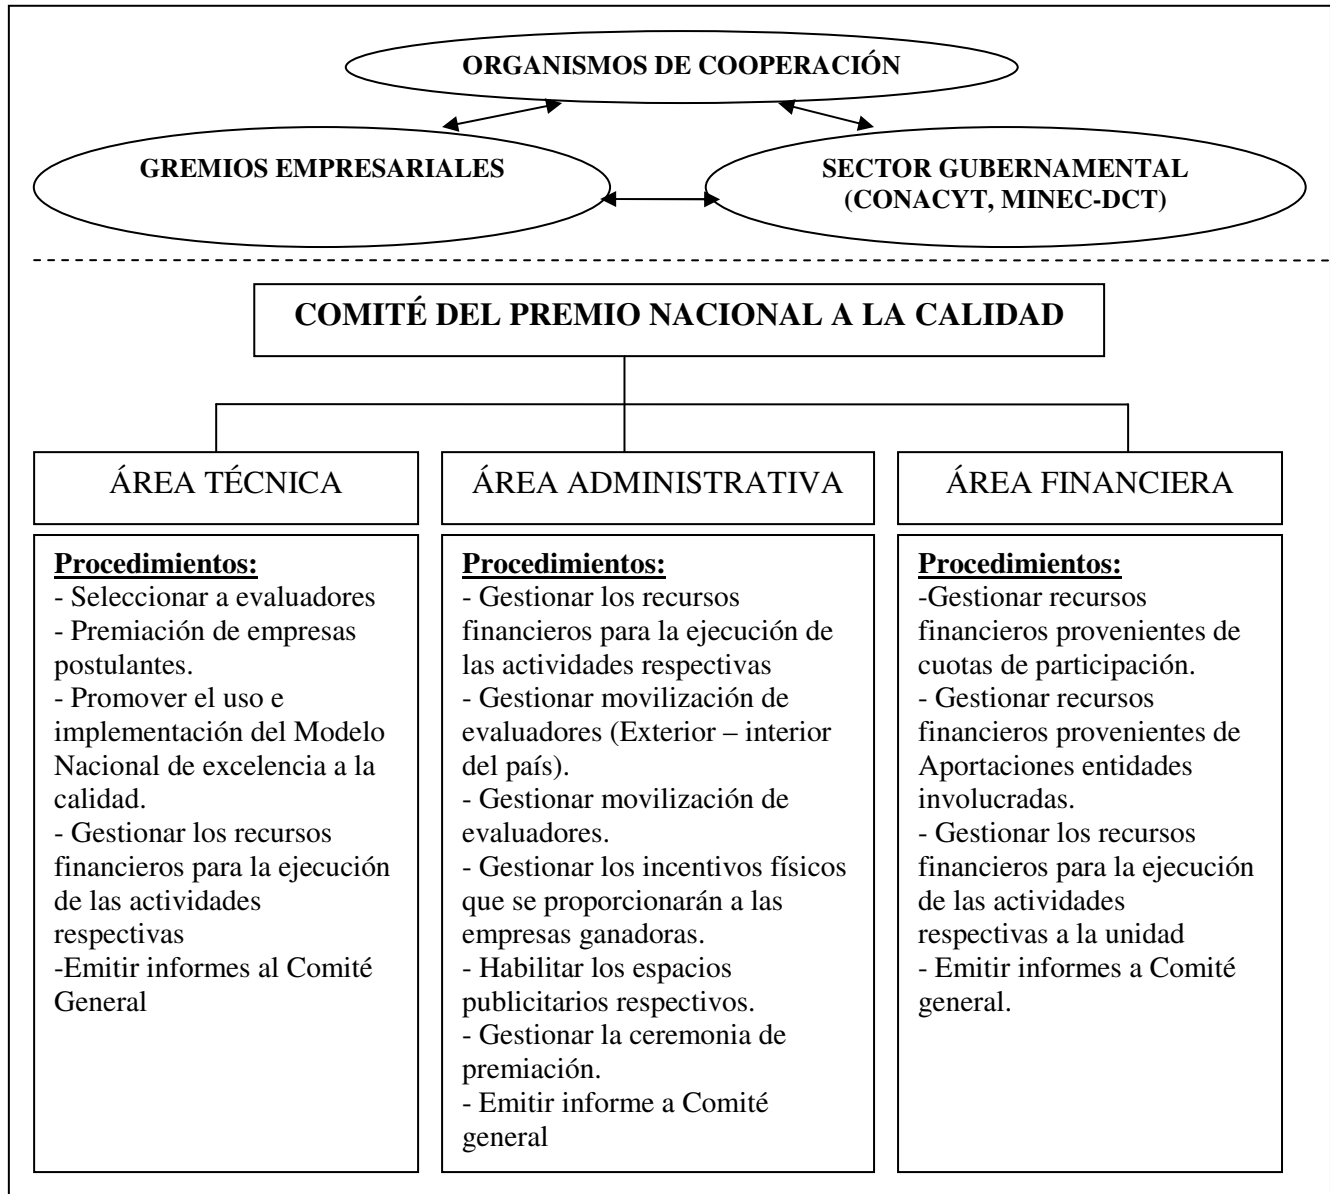 ORGANISMOS DE COOPERACIÓN
GREMIOS EMPRESARIALES
SECTOR GUBERNAMENTAL
(CONACYT, MINEC-DCT)
COMITÉ DEL PREMIO NACIONAL A LA CALIDAD
ÁREA TÉCNICA
Procedimientos:
- Seleccionar a evaluadores
- Premiación de empresas
postulantes.
- Promover el uso e
implementación del Modelo
Nacional de excelencia a la
calidad.
- Gestionar los recursos
financieros para la ejecución
de las actividades
respectivas
-Emitir informes al Comité
General
ÁREA ADMINISTRATIVA
Procedimientos:
- Gestionar los recursos
financieros para la ejecución de
las actividades respectivas
- Gestionar movilización de
evaluadores (Exterior – interior
del país).
- Gestionar movilización de
evaluadores.
- Gestionar los incentivos físicos
que se proporcionarán a las
empresas ganadoras.
- Habilitar los espacios
publicitarios respectivos.
- Gestionar la ceremonia de
premiación.
- Emitir informe a Comité
general
ÁREA FINANCIERA
Procedimientos:
-Gestionar recursos
financieros provenientes de
cuotas de participación.
- Gestionar recursos
financieros provenientes de
Aportaciones entidades
involucradas.
- Gestionar los recursos
financieros para la ejecución
de las actividades
respectivas a la unidad
- Emitir informes a Comité
general.